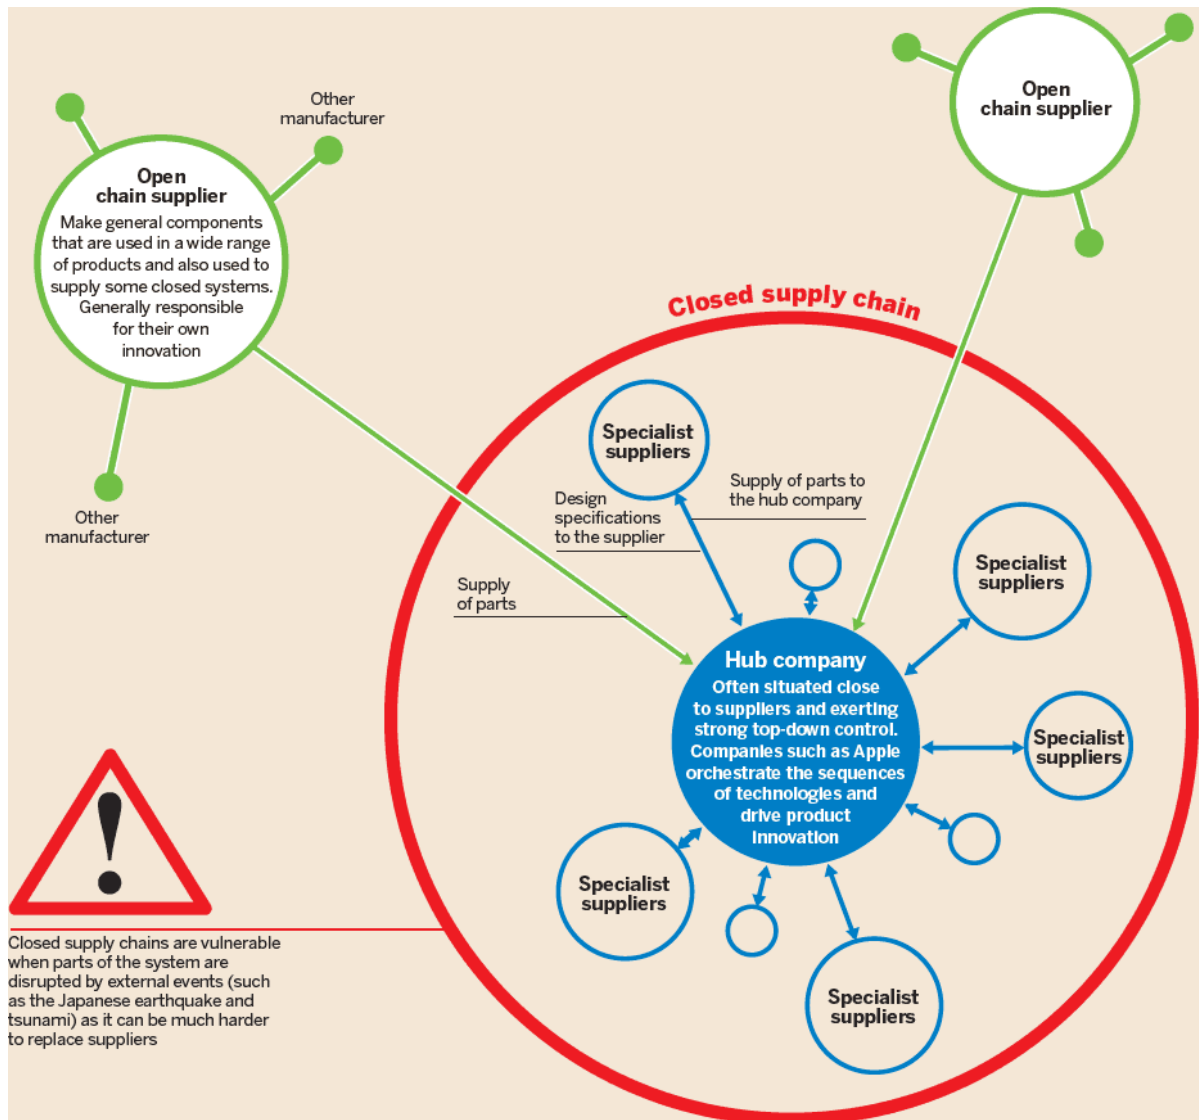 Other
manufacturer
Open
chain supplier
Make general components
that are used in a wide range
of products and also used to
supply some closed systems.
Generally responsible
for their own
innovation
Other
manufacturer
Open
chain supplier
Closed supply chain
Specialist
suppliers
Design
specifications
to the supplier
Supply of parts to
the hub company
Supply
of parts
Specialist
suppliers
Hub company
Often situated close
to suppliers and exerting
strong top-down control.
Companies such as Apple
orchestrate the sequences
of technologies and
drive product
innovation
Specialist
suppliers
Specialist
suppliers
Specialist
suppliers
!
Closed supply chains are vulnerable
when parts of the system are
disrupted by external events (such
as the Japanese earthquake and
tsunami) as it can be much harder
to replace suppliers